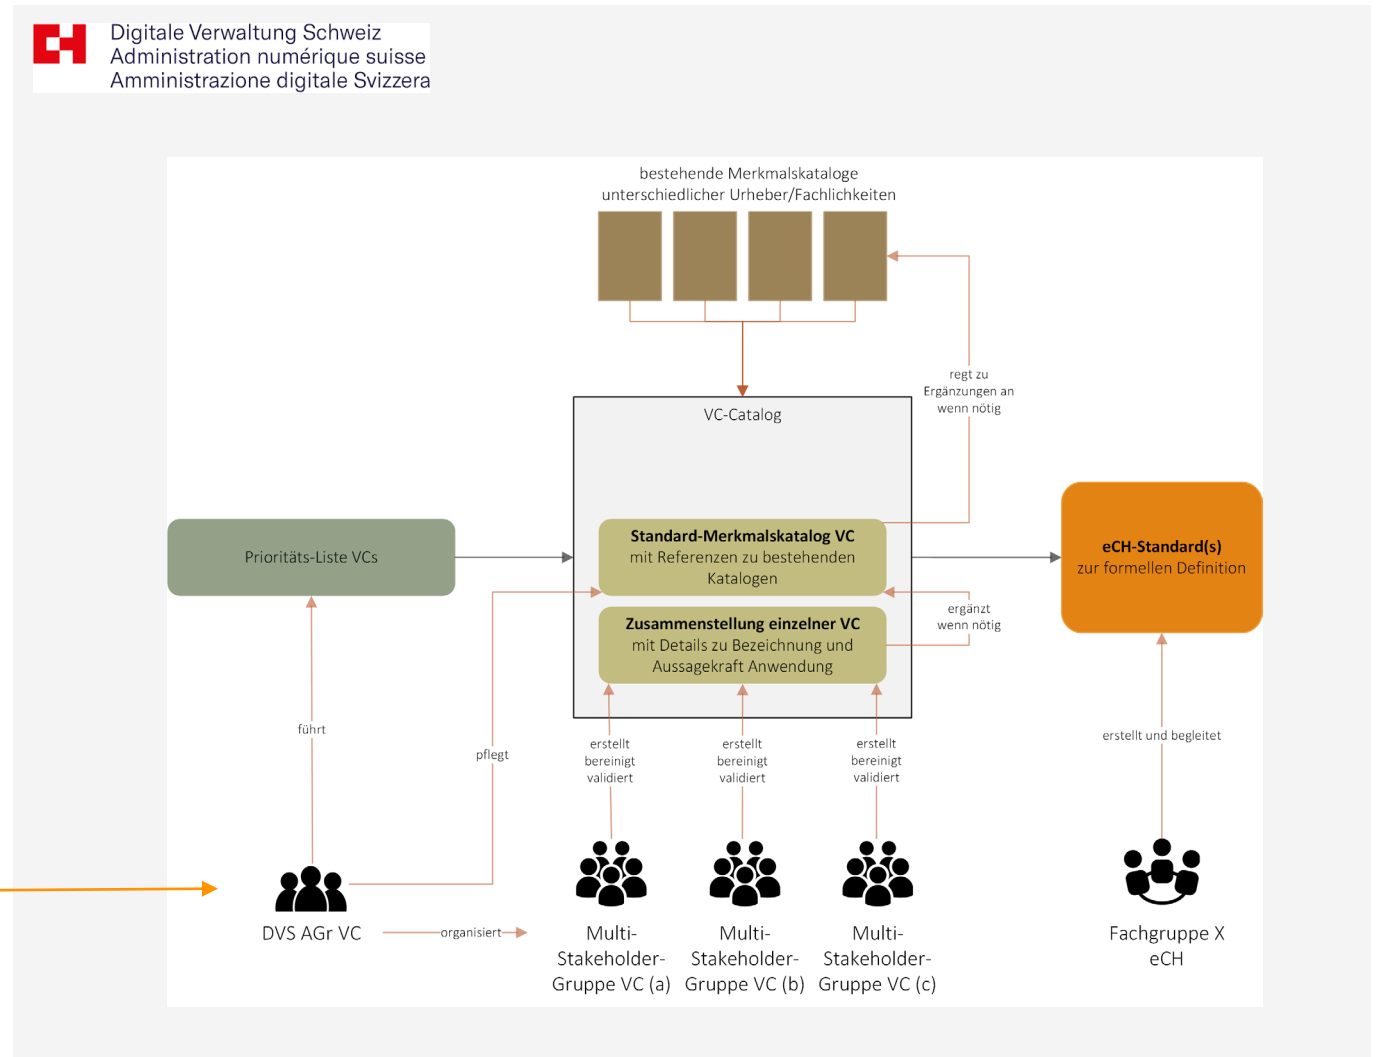 Digitale Verwaltung Schweiz
Administration numérique suisse
Amministrazione digitale Svizzera
bestehende Merkmalskataloge
unterschiedlicher Urheber/Fachlichkeiten
regt zu
Ergänzungen an
wenn nötig
VC-Catalog
Prioritäts-Liste VCs
Standard-Merkmalskatalog VC
mit Referenzen zu bestehenden
Katalogen
eCH-Standard(s)
zur formellen Definition
ergänzt
wenn nötig
Zusammenstellung einzelner VC
mit Details zu Bezeichnung und
Aussagekraft Anwendung
führt
pflegt
erstellt
bereinigt
validiert
erstellt
bereinigt
validiert
erstellt
bereinigt
validiert
erstellt und begleitet
DVS AGr VC
organisiert
Multi-
Stakeholder-
Gruppe VC (a)
Multi-
Stakeholder-
Gruppe VC (b)
Multi-
Stakeholder-
Gruppe VC (c)
Fachgruppe X
eCH